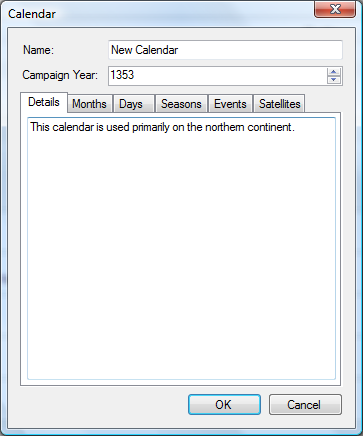 Calendar
Name: New Calendar
Campaign Year: 1353
Details Months Days Seasons Events Satellites
This calendar is used primarily on the northern continent.
OK Cancel